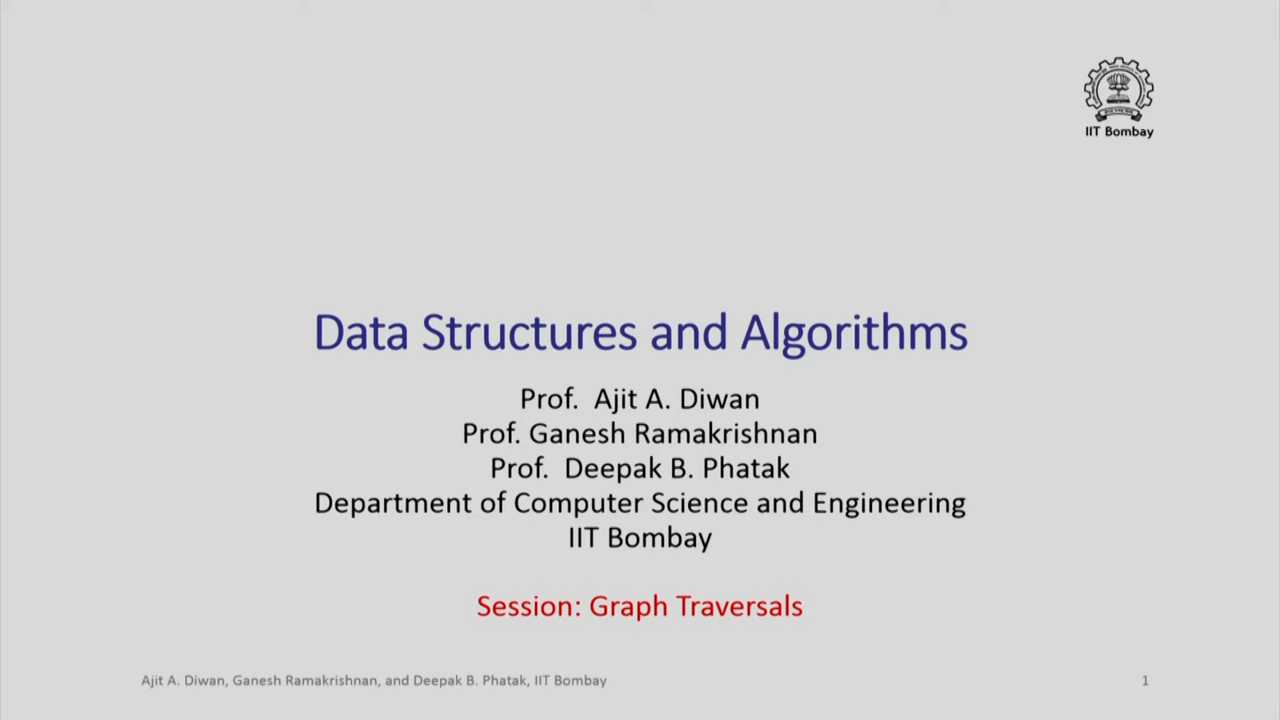 IIT Bombay
Data Structures and Algorithms
Prof. Ajit A. Diwan
Prof. Ganesh Ramakrishnan
Prof. Deepak B. Phatak
Department of Computer Science and Engineering
IIT Bombay
Session: Graph Traversals
Ajit A. Diwan, Ganesh Ramakrishnan, and Deepak B. Phatak, IIT Bombay
1